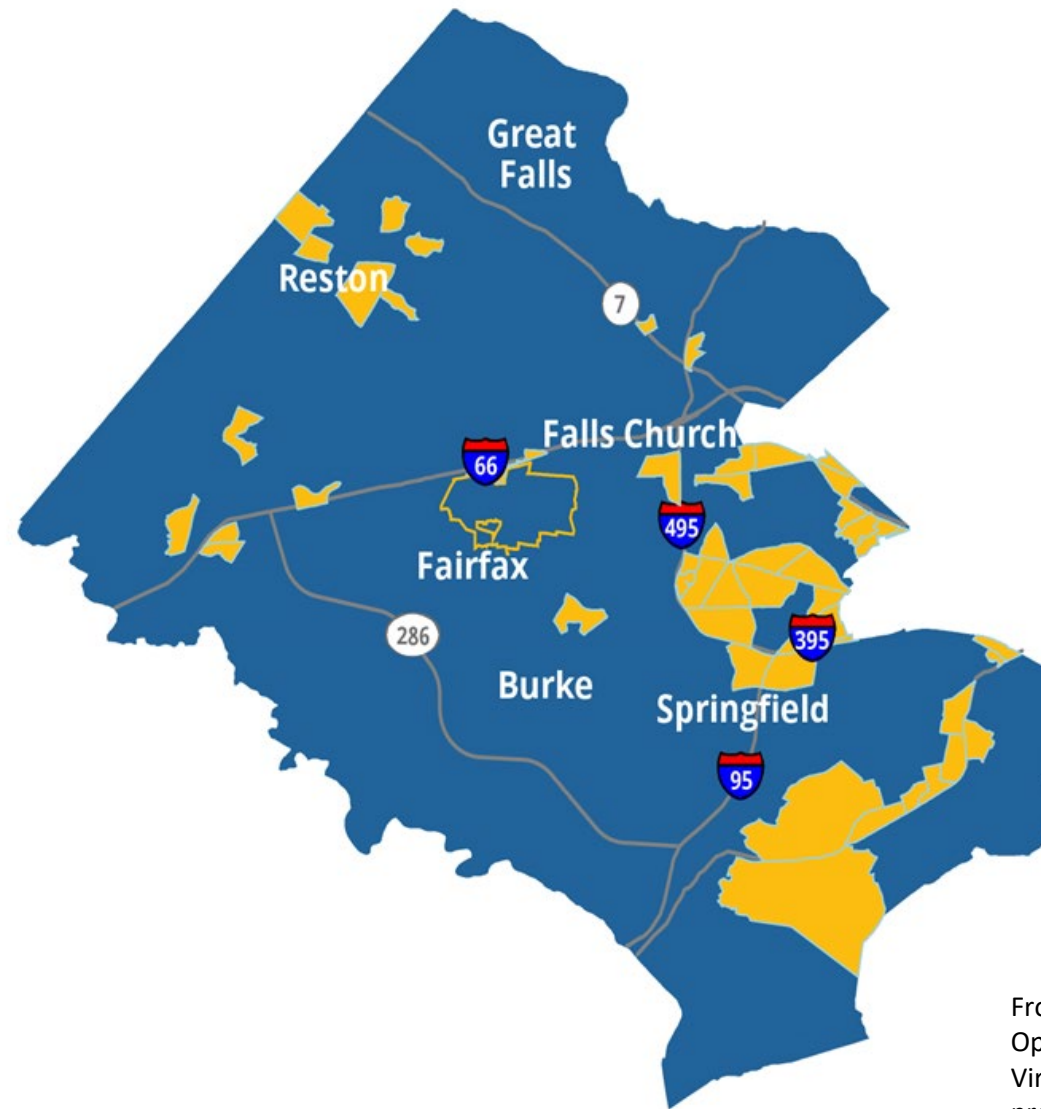 Great
Falls
Reston
7
Falls Church
66
495
Fairfax
286
395
Burke
Springfield
95